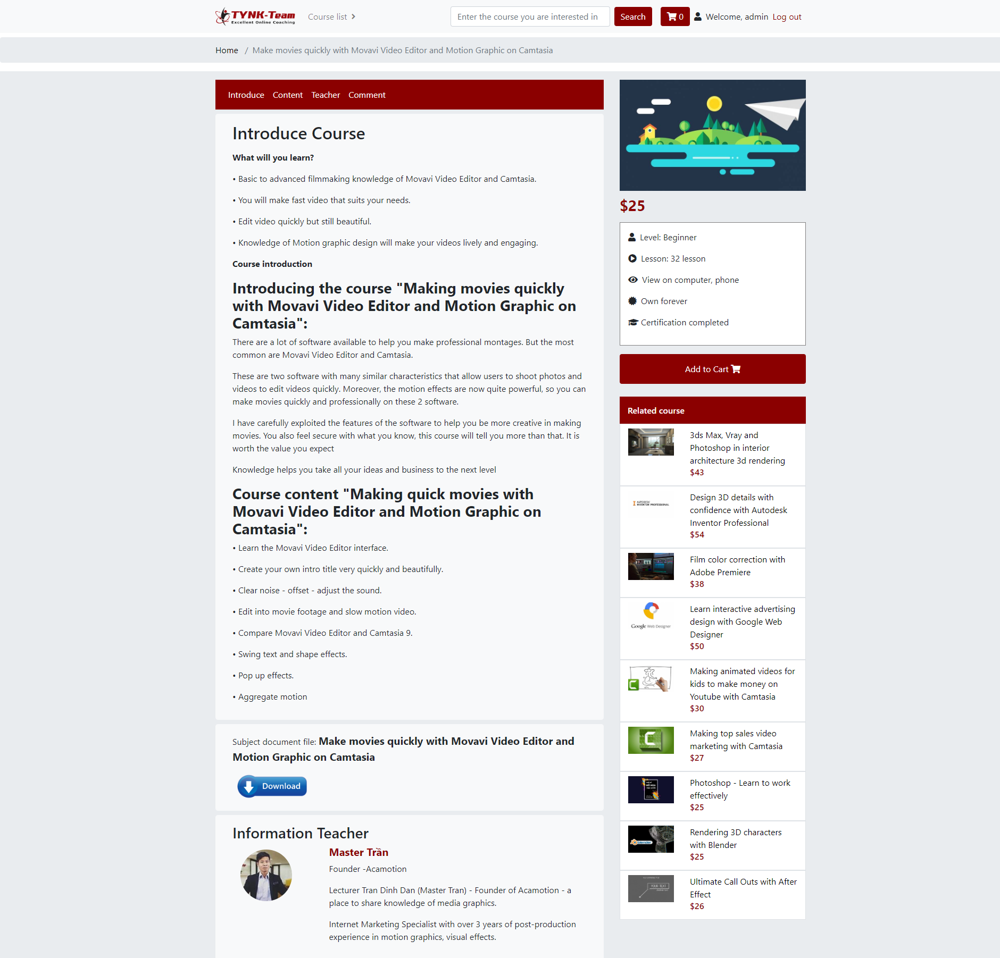 TYNK-Team
Excellent Online Coaching
Course list
Enter the course you are interested in
Search
0
Welcome, admin
Log out
Home / Make movies quickly with Movavi Video Editor and Motion Graphic on Camtasia
Introduce Content Teacher Comment
Introduce Course
What will you learn?
• Basic to advanced filmmaking knowledge of Movavi Video Editor and Camtasia.
• You will make fast video that suits your needs.
• Edit video quickly but still beautiful.
• Knowledge of Motion graphic design will make your videos lively and engaging.
Course introduction
Introducing the course "Making movies quickly
with Movavi Video Editor and Motion Graphic on
Camtasia":
There are a lot of software available to help you make professional montages. But the most
common are Movavi Video Editor and Camtasia.
These are two software with many similar characteristics that allow users to shoot photos and
videos to edit videos quickly. Moreover, the motion effects are now quite powerful, so you can
make movies quickly and professionally on these 2 software.
I have carefully exploited the features of the software to help you be more creative in making
movies. You also feel secure with what you know, this course will tell you more than that. It is
worth the value you expect
Knowledge helps you take all your ideas and business to the next level
Course content "Making quick movies with
Movavi Video Editor and Motion Graphic on
Camtasia":
• Learn the Movavi Video Editor interface.
• Create your own intro title very quickly and beautifully.
• Clear noise - offset - adjust the sound.
• Edit into movie footage and slow motion video.
• Compare Movavi Video Editor and Camtasia 9.
• Swing text and shape effects.
• Pop up effects.
• Aggregate motion
Subject document file: Make movies quickly with Movavi Video Editor and
Motion Graphic on Camtasia
Download
Information Teacher
Master Trần
Founder -Acamotion
Lecturer Tran Dinh Dan (Master Tran) - Founder of Acamotion - a
place to share knowledge of media graphics.
Internet Marketing Specialist with over 3 years of post-production
experience in motion graphics, visual effects.
$25
Level: Beginner
Lesson: 32 lesson
View on computer, phone
Own forever
Certification completed
Add to Cart
Related course
3ds Max, Vray and
Photoshop in interior
architecture 3d rendering
$43
AUTODESK
INVENTOR PROFESSIONAL
Design 3D details with
confidence with Autodesk
Inventor Professional
$54
Film color correction with
Adobe Premiere
$38
Google Web Designer
Learn interactive advertising
design with Google Web
Designer
$50
Making animated videos for
kids to make money on
Youtube with Camtasia
$30
Making top sales video
marketing with Camtasia
$27
Photoshop - Learn to work
effectively
$25
blender
Rendering 3D characters
with Blender
$25
YOUR TEXT
Ultimate Call Outs with After
Effect
$26